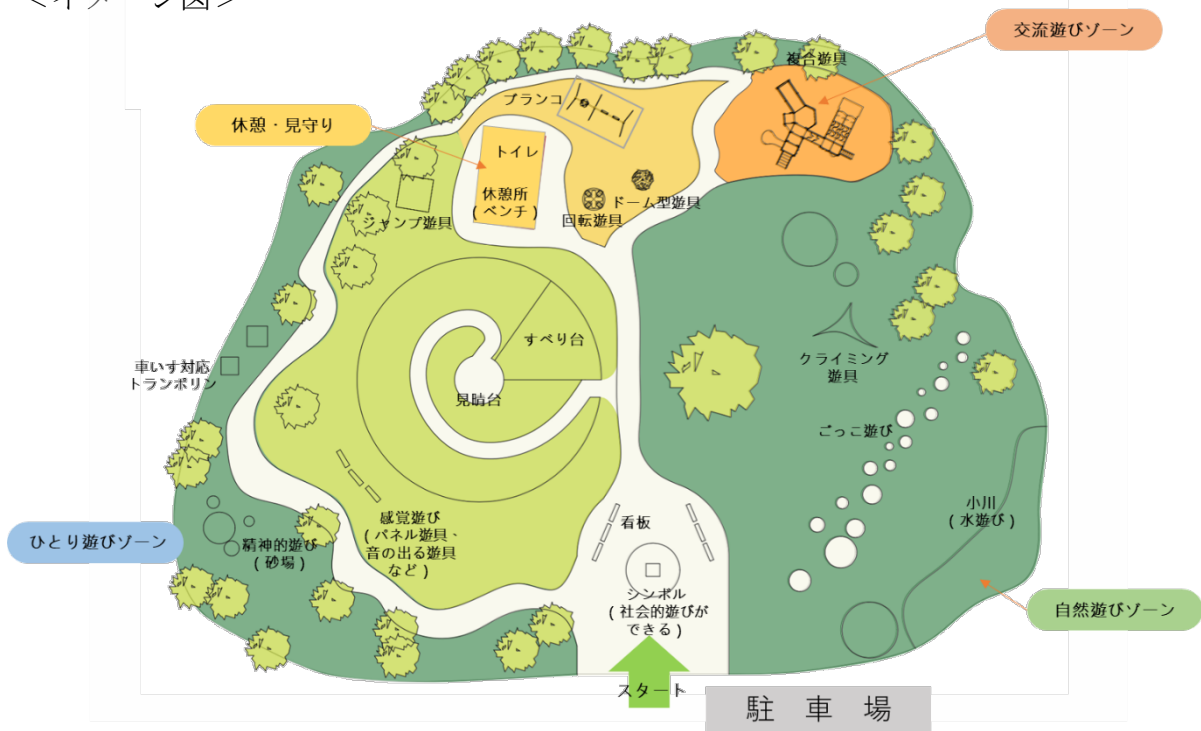 交流遊びゾーン
複合遊具
ブランコ
休憩・見守り
トイレ
休憩所
(ベンチ)
ドーム型遊具
回転遊具
ジャンプ遊具
すべり台
車いす対応
トランポリン
見晴台
クライミング
遊具
ごっこ遊び
小川
(水遊び)
感覚遊び
(パネル遊具、
音の出る遊具
など)
看板
ひとり遊びゾーン
精神的遊び
(砂場)
シンボル
(社会的遊びが
できる)
自然遊びゾーン
スタート
駐車場